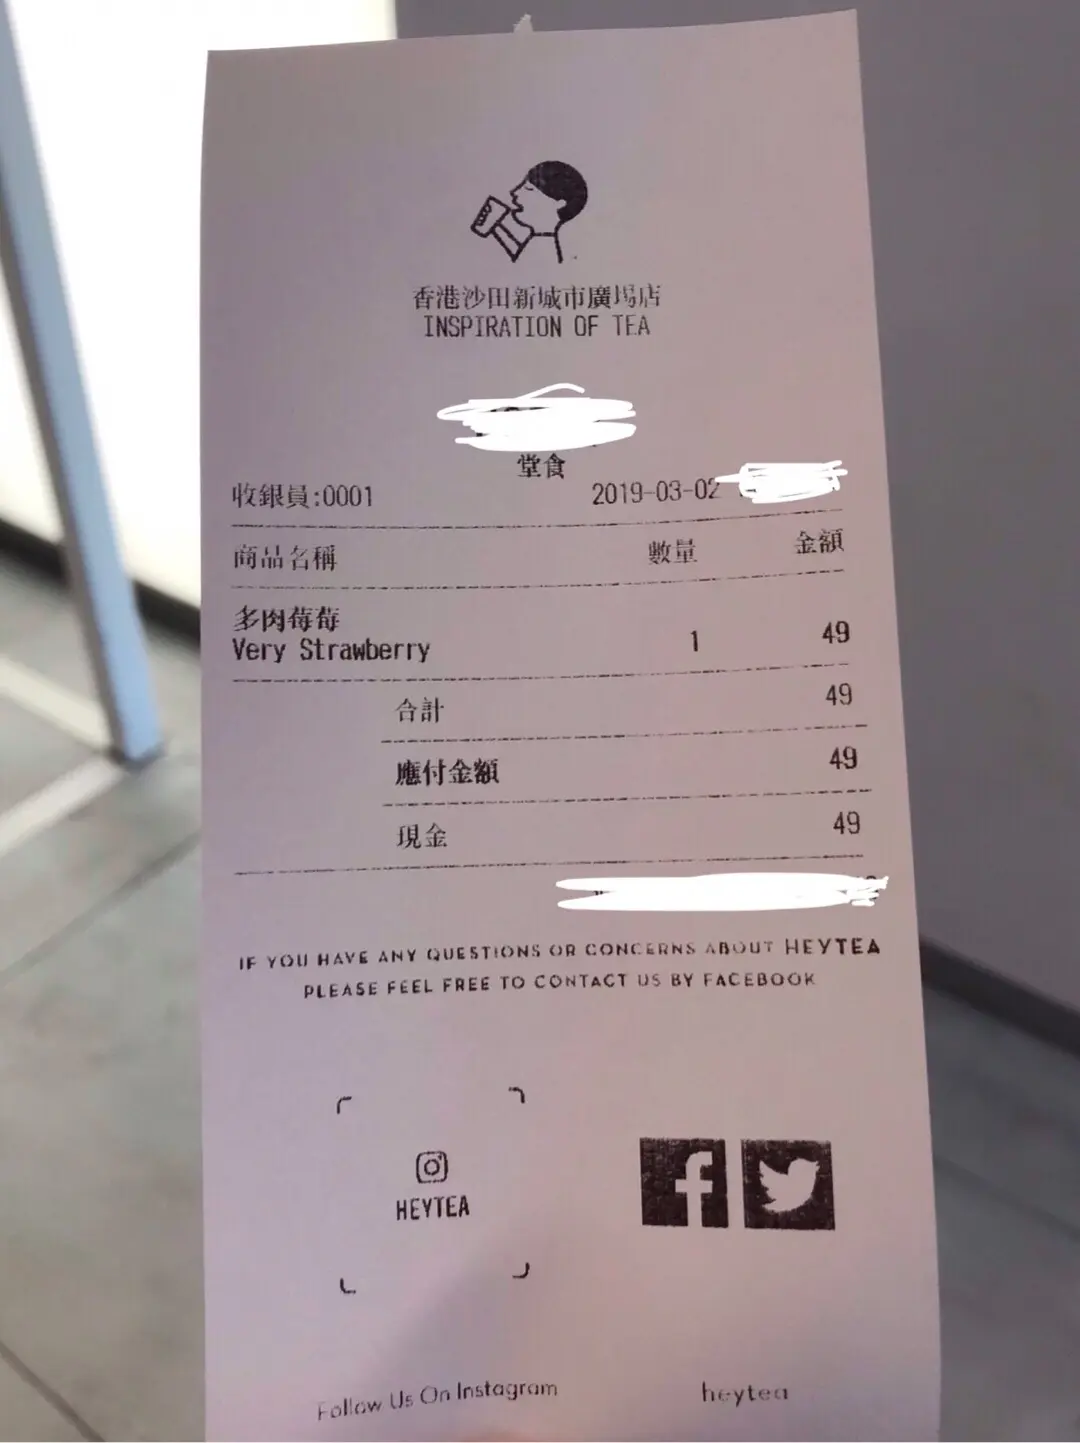 香港沙田新城市廣場店
INSPIRATION OF TEA
堂食
收銀員:0001 2019-03-02
商品名稱 數量 金額
多肉莓莓
Very Strawberry 1 49
合計 49
應付金額 49
現金 49
IF YOU HAVE ANY QUESTIONS OR CONCERNS ABOUT HEYTEA
PLEASE FEEL FREE TO CONTACT US BY FACEBOOK
HEYTEA
Follow Us On Instagram heytea